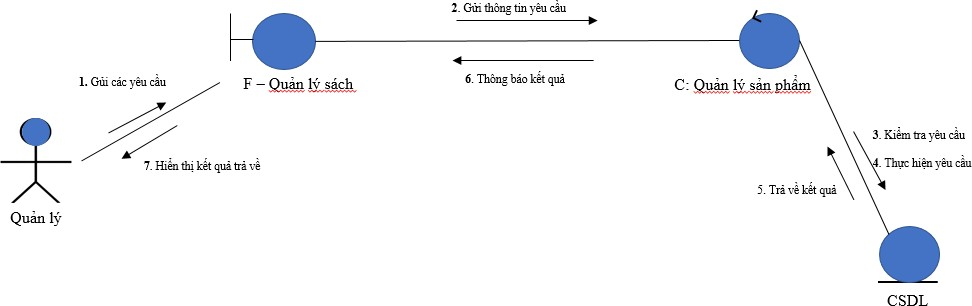 2. Gửi thông tin yêu cầu
1. Gủi các yêu cầu
F – Quản lý sách
6. Thông báo kết quả
C: Quản lý sản phẩm
3. Kiểm tra yêu cầu
7. Hiển thị kết quả trả về
4. Thực hiện yêu cầu
5. Trả về kết quả
Quản lý
CSDL